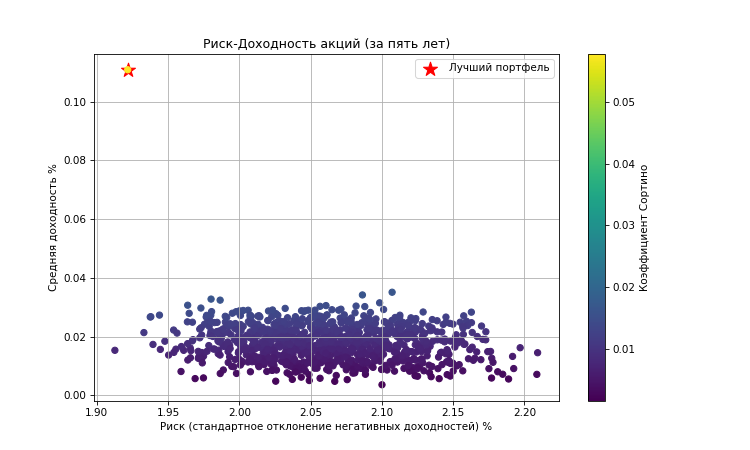 Риск-Доходность акций (за пять лет)
Лучший портфель
Средняя доходность %
0.10
0.08
0.06
0.04
0.02
0.00
1.90 1.95 2.00 2.05 2.10 2.15 2.20
Риск (стандартное отклонение негативных доходностей) %
0.05
0.04
0.03
0.02
0.01
Коэффициент Сортино